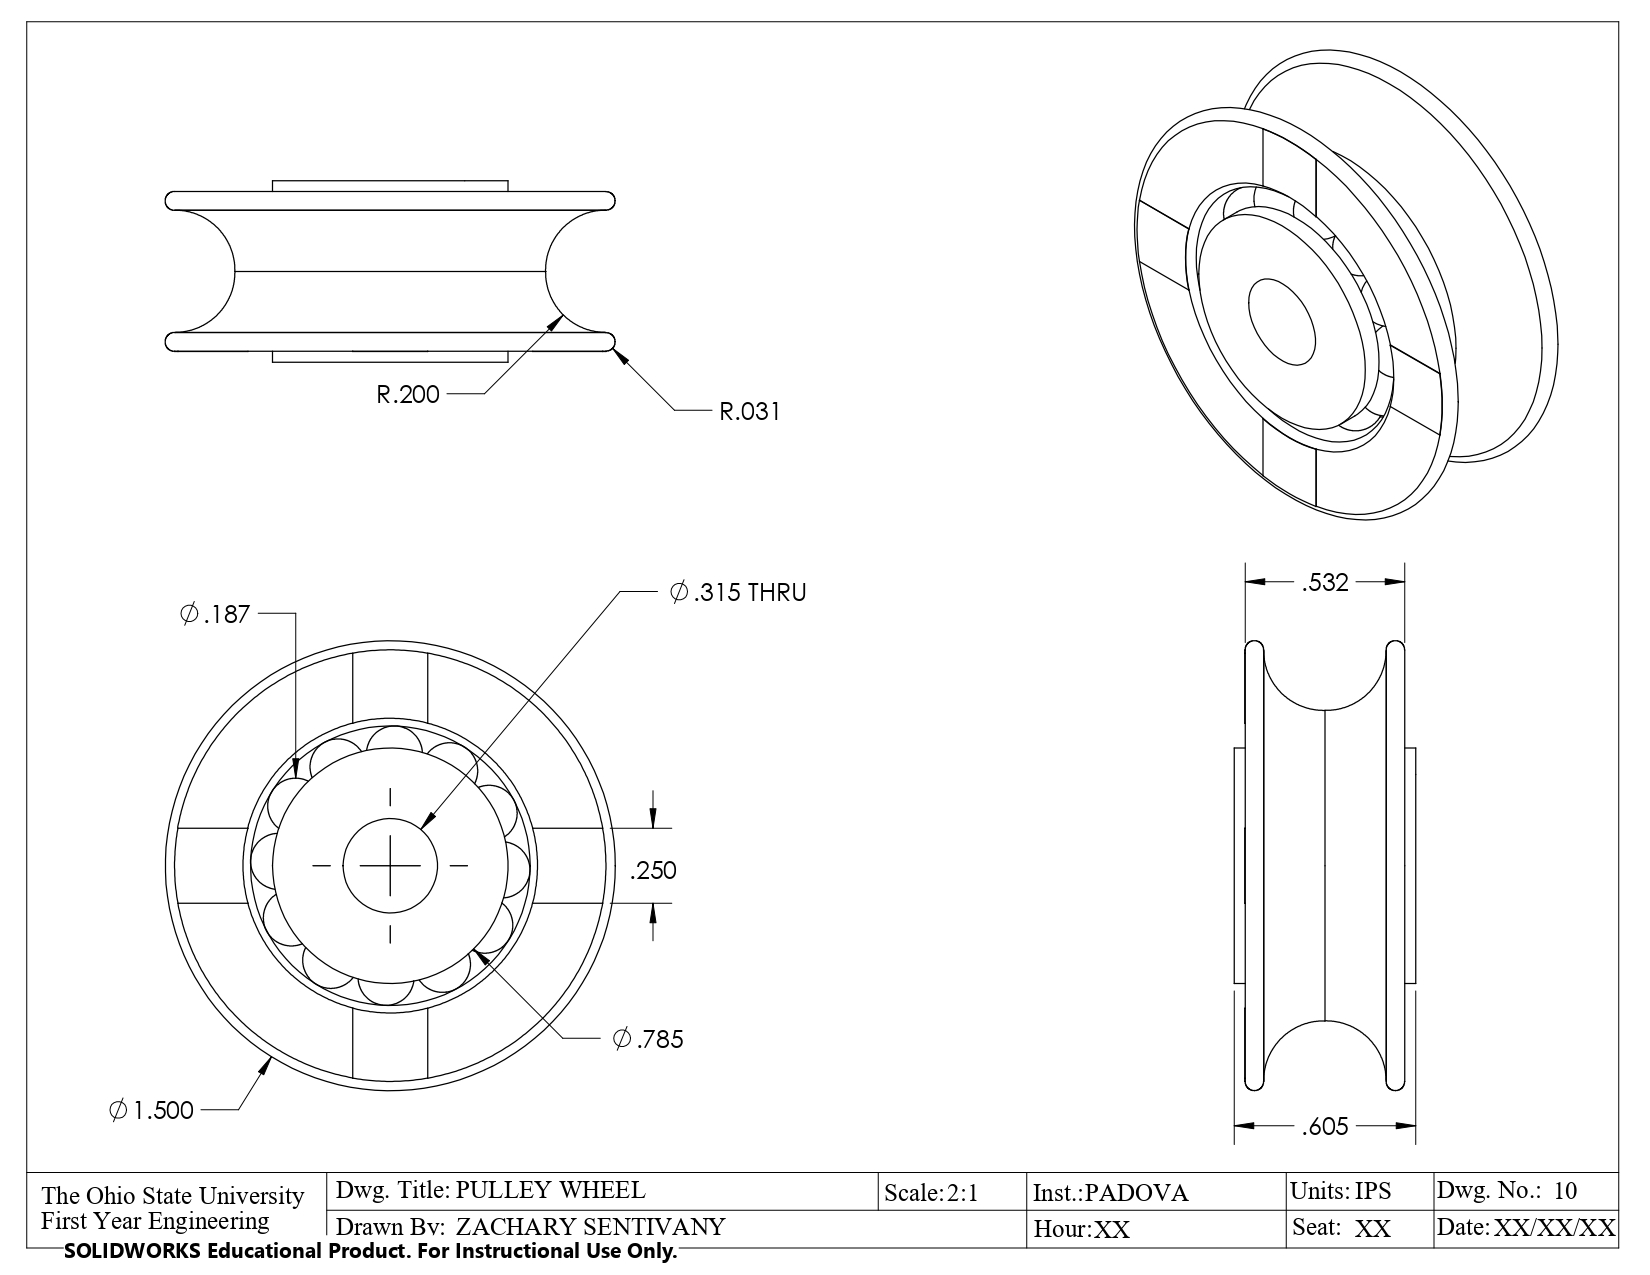 R.200
R.031
⌀.315 THRU
⌀.187
.532
.250
⌀.785
⌀1.500
.605
The Ohio State University
First Year Engineering
Dwg. Title: PULLEY WHEEL
Scale: 2:1
Inst.: PADOVA
Units: IPS
Dwg. No.: 10
Drawn By: ZACHARY SENTIVANY
Hour: XX
Seat: XX
Date: XX/XX/XX
SOLIDWORKS Educational Product. For Instructional Use Only.